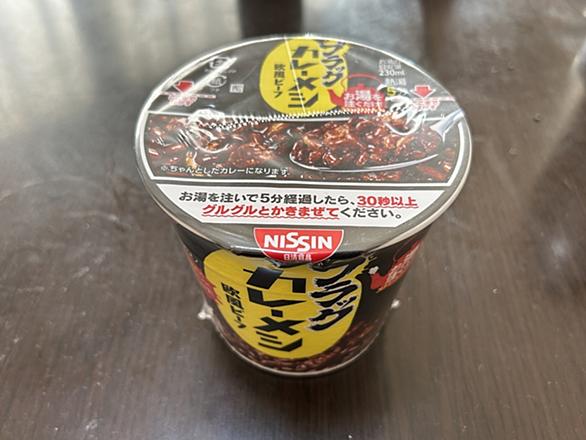 ブラック
カレーメシ
欧風ビーフ
230ml
熱湯
5分
お湯を
注ぐだけ!
※ちゃんとしたカレーになります。
お湯を注いで5分経過したら、30秒以上
グルグルとかきまぜてください。
NISSIN
日清食品
ブラック
カレーメシ
欧風ビーフ